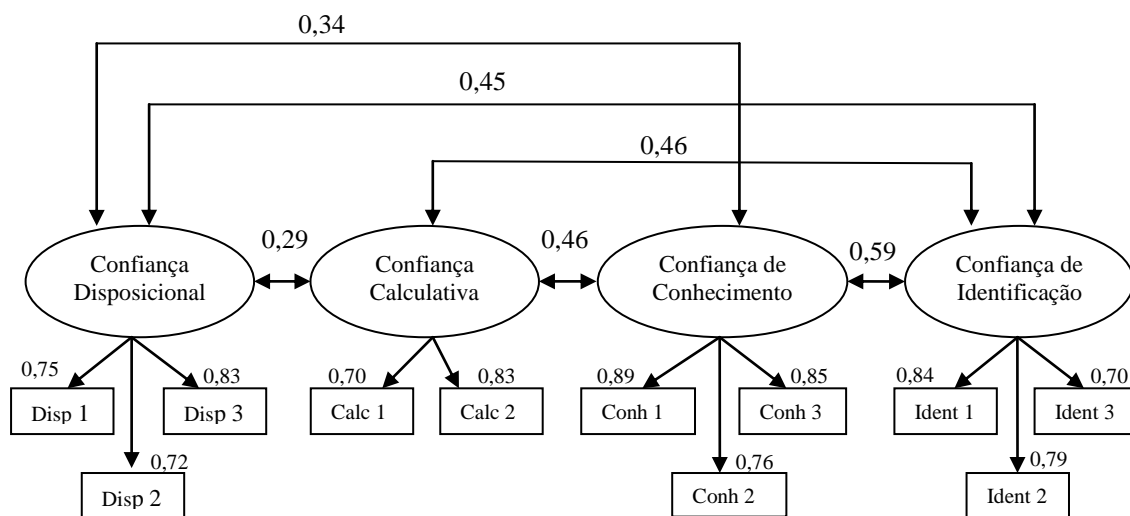 0,34
0,45
0,46
0,29
0,46
0,59
Confiança
Disposicional
Confiança
Calculativa
Confiança de
Conhecimento
Confiança de
Identificação
0,75
0,83
0,70
0,83
0,89
0,85
0,84
0,70
Disp 1
Disp 3
Calc 1
Calc 2
Conh 1
Conh 3
Ident 1
Ident 3
0,72
0,76
0,79
Disp 2
Conh 2
Ident 2